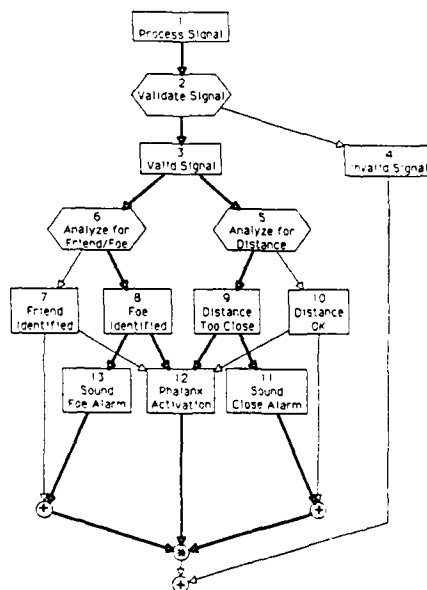 1
Process Signal
2
Validate Signal
3
Valid Signal
4
Invalid Signal
6
Analyze for
Friend/Foe
5
Analyze for
Distance
7
Friend
Identified
8
Foe
Identified
9
Distance
Too Close
10
Distance
OK
13
Sound
Foe Alarm
12
Phalanx
Activation
11
Sound
Close Alarm
+
+
*
+